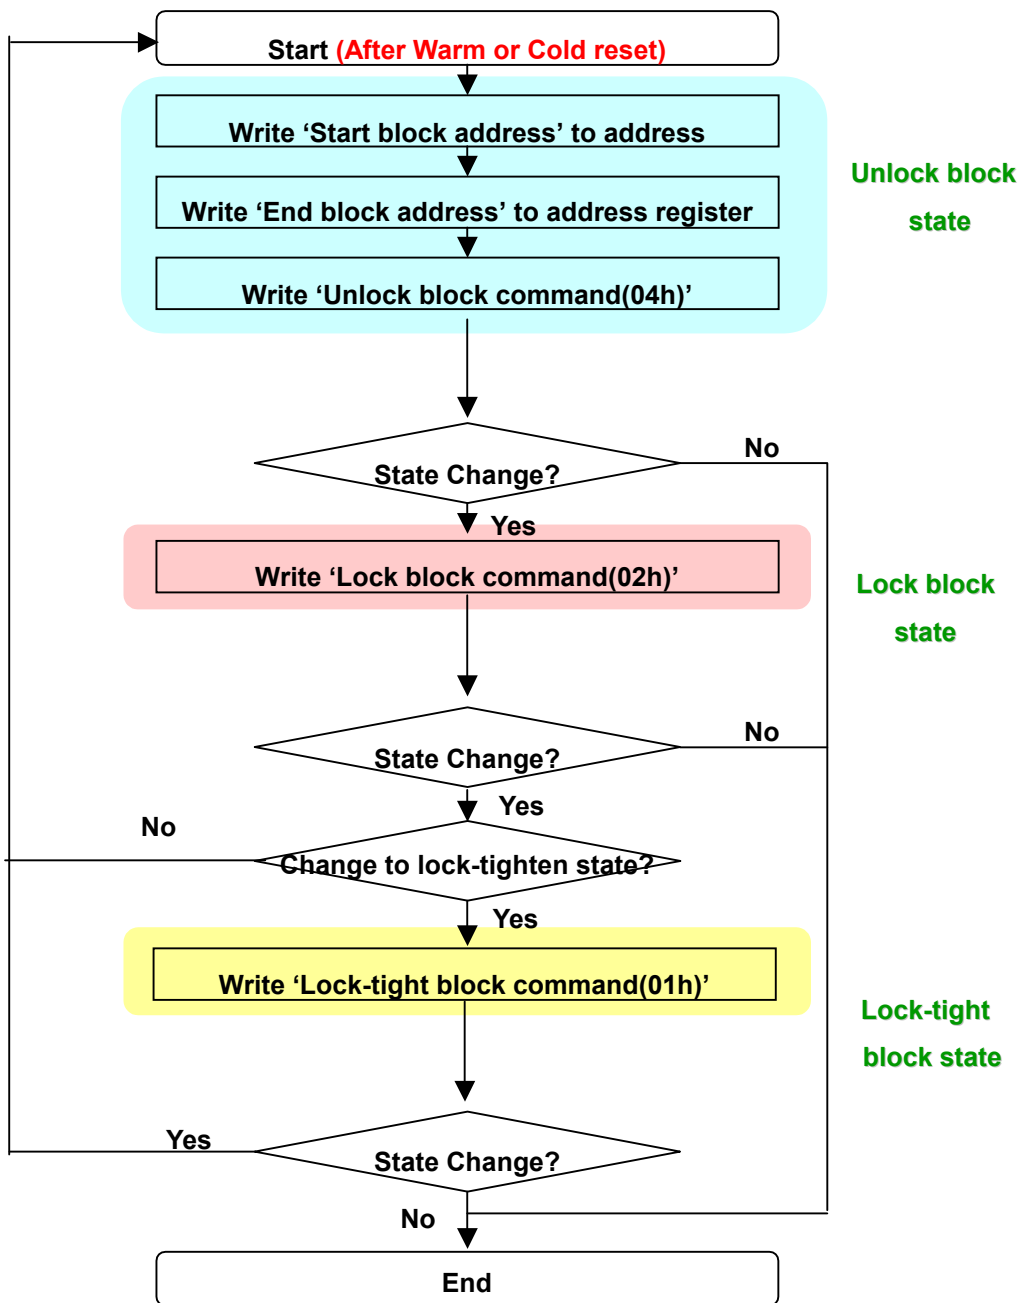 Start (After Warm or Cold reset)
Write ‘Start block address’ to address
Write ‘End block address’ to address register
Write ‘Unlock block command(04h)’
Unlock block
state
State Change?
No
Yes
Write ‘Lock block command(02h)’
Lock block
state
State Change?
No
Yes
No
Change to lock-tighten state?
Yes
Write ‘Lock-tight block command(01h)’
Lock-tight
block state
Yes
State Change?
No
End